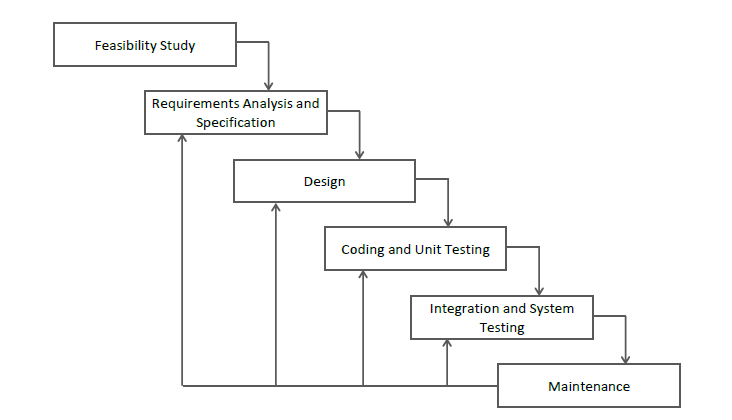 Feasibility Study
Requirements Analysis and
Specification
Design
Coding and Unit Testing
Integration and System
Testing
Maintenance